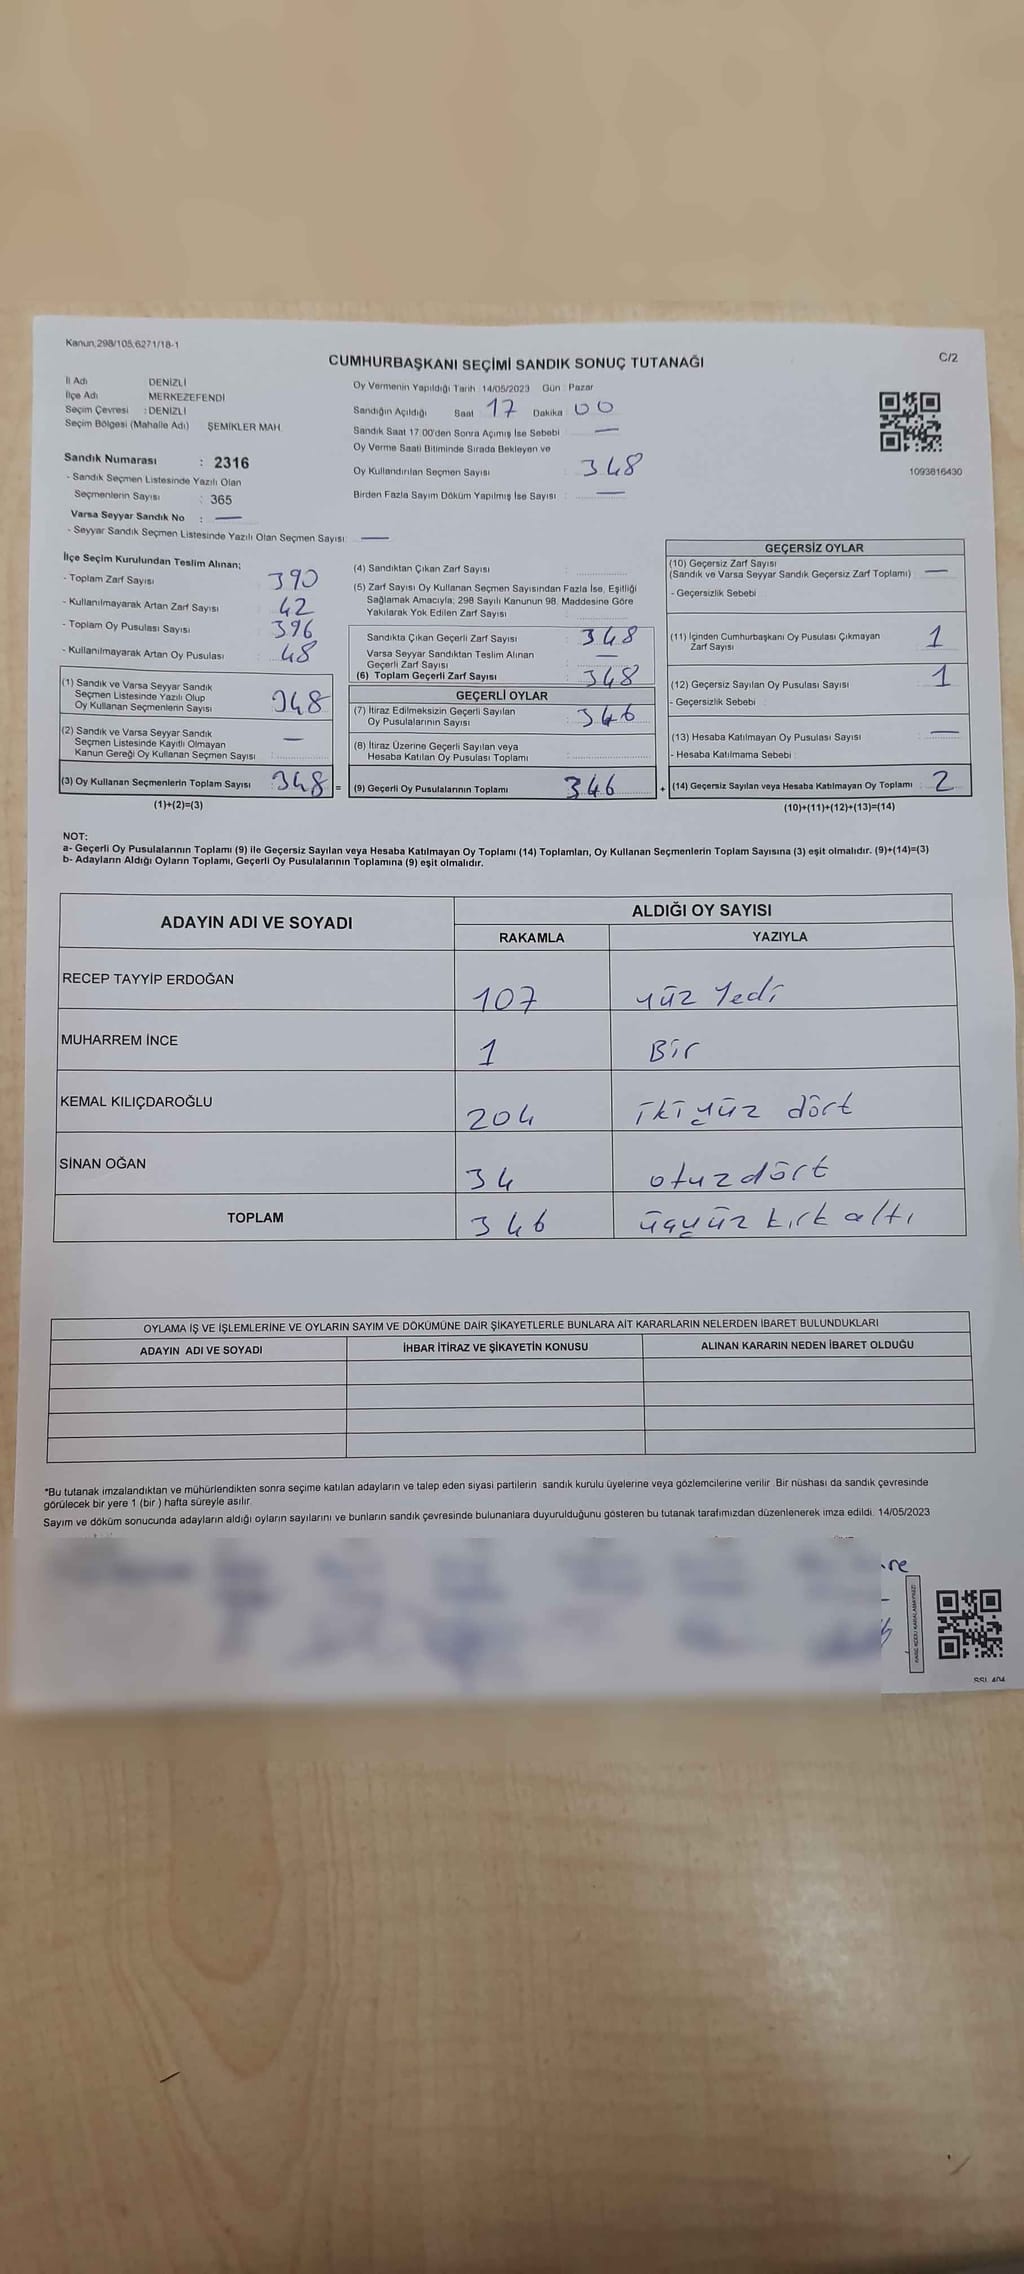 Kanun.298/105.6271/18-1
C/2
CUMHURBAŞKANI SEÇİMİ SANDIK SONUÇ TUTANAĞI
İl Adı DENİZLİ
İlçe Adı MERKEZEFENDİ
Seçim Çevresi : DENİZLİ
Seçim Bölgesi (Mahalle Adı) ŞEMİKLER MAH.
Sandık Numarası : 2316
- Sandık Seçmen Listesinde Yazılı Olan
Seçmenlerin Sayısı : 365
Varsa Seyyar Sandık No : —
- Seyyar Sandık Seçmen Listesinde Yazılı Olan Seçmen Sayısı: —
Oy Vermenin Yapıldığı Tarih 14/05/2023 Gün : Pazar
Sandığın Açıldığı Saat 17 Dakika 00
Sandık Saat 17:00'den Sonra Açılmış İse Sebebi —
Oy Verme Saati Bitiminde Sırada Bekleyen ve
Oy Kullandırılan Seçmen Sayısı : 348
Birden Fazla Sayım Döküm Yapılmış İse Sayısı : —
1093816430
İlçe Seçim Kurulundan Teslim Alınan;
- Toplam Zarf Sayısı 390
- Kullanılmayarak Artan Zarf Sayısı : 42
- Toplam Oy Pusulası Sayısı : 396
- Kullanılmayarak Artan Oy Pusulası : 48
(1) Sandık ve Varsa Seyyar Sandık
Seçmen Listesinde Yazılı Olup
Oy Kullanan Seçmenlerin Sayısı : 348
(2) Sandık ve Varsa Seyyar Sandık
Seçmen Listesinde Kayıtlı Olmayan
Kanun Gereği Oy Kullanan Seçmen Sayısı : —
(3) Oy Kullanan Seçmenlerin Toplam Sayısı : 348 =
(1)+(2)=(3)
(4) Sandıktan Çıkan Zarf Sayısı :
(5) Zarf Sayısı Oy Kullanan Seçmen Sayısından Fazla İse, Eşitliği
Sağlamak Amacıyla; 298 Sayılı Kanunun 98. Maddesine Göre
Yakılarak Yok Edilen Zarf Sayısı :
Sandıkta Çıkan Geçerli Zarf Sayısı : 348
Varsa Seyyar Sandıktan Teslim Alınan
Geçerli Zarf Sayısı : —
(6) Toplam Geçerli Zarf Sayısı : 348
GEÇERLİ OYLAR
(7) İtiraz Edilmeksizin Geçerli Sayılan
Oy Pusulalarının Sayısı : 346
(8) İtiraz Üzerine Geçerli Sayılan veya
Hesaba Katılan Oy Pusulası Toplamı :
(9) Geçerli Oy Pusulalarının Toplamı : 346 +
GEÇERSİZ OYLAR
(10) Geçersiz Zarf Sayısı
(Sandık ve Varsa Seyyar Sandık Geçersiz Zarf Toplamı) : —
- Geçersizlik Sebebi :
(11) İçinden Cumhurbaşkanı Oy Pusulası Çıkmayan
Zarf Sayısı : 1
(12) Geçersiz Sayılan Oy Pusulası Sayısı : 1
- Geçersizlik Sebebi :
(13) Hesaba Katılmayan Oy Pusulası Sayısı : —
- Hesaba Katılmama Sebebi :
(14) Geçersiz Sayılan veya Hesaba Katılmayan Oy Toplamı : 2
(10)+(11)+(12)+(13)=(14)
NOT:
a- Geçerli Oy Pusulalarının Toplamı (9) ile Geçersiz Sayılan veya Hesaba Katılmayan Oy Toplamı (14) Toplamları, Oy Kullanan Seçmenlerin Toplam Sayısına (3) eşit olmalıdır. (9)+(14)=(3)
b- Adayların Aldığı Oyların Toplamı, Geçerli Oy Pusulalarının Toplamına (9) eşit olmalıdır.
ADAYIN ADI VE SOYADI ALDIĞI OY SAYISI
RAKAMLA YAZIYLA
RECEP TAYYİP ERDOĞAN 107 yüz Yedi
MUHARREM İNCE 1 Bir
KEMAL KILIÇDAROĞLU 204 ikiyüz dört
SİNAN OĞAN 34 otuzdört
TOPLAM 346 üçyüz kırk altı
OYLAMA İŞ VE İŞLEMLERİNE VE OYLARIN SAYIM VE DÖKÜMÜNE DAİR ŞİKAYETLERLE BUNLARA AİT KARARLARIN NELERDEN İBARET BULUNDUKLARI
ADAYIN ADI VE SOYADI İHBAR İTİRAZ VE ŞİKAYETİN KONUSU ALINAN KARARIN NEDEN İBARET OLDUĞU
*Bu tutanak imzalandıktan ve mühürlendikten sonra seçime katılan adayların ve talep eden siyasi partilerin sandık kurulu üyelerine veya gözlemcilerine verilir. Bir nüshası da sandık çevresinde
görülecek bir yere 1 (bir) hafta süreyle asılır.
Sayım ve döküm sonucunda adayların aldığı oyların sayılarını ve bunların sandık çevresinde bulunanlara duyurulduğunu gösteren bu tutanak tarafımızdan düzenlenerek imza edildi. 14/05/2023